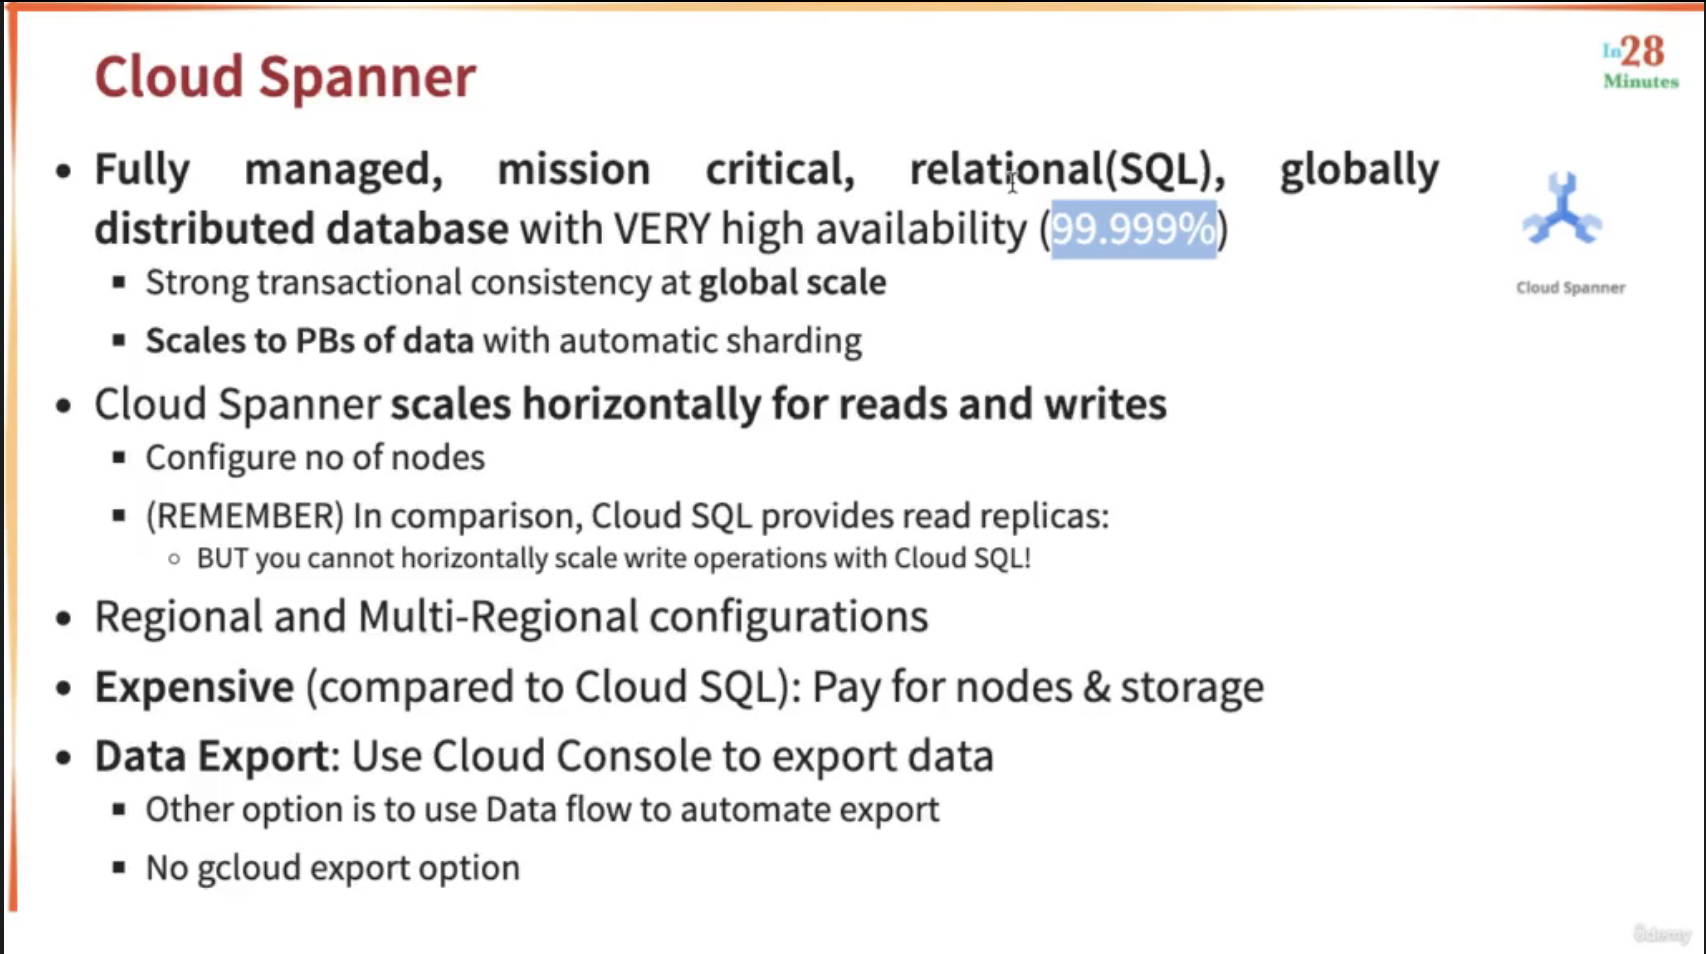 Cloud Spanner
In28
Minutes
• Fully managed, mission critical, relational(SQL), globally
distributed database with VERY high availability (99.999%)
▪ Strong transactional consistency at global scale
Cloud Spanner
▪ Scales to PBs of data with automatic sharding
• Cloud Spanner scales horizontally for reads and writes
▪ Configure no of nodes
▪ (REMEMBER) In comparison, Cloud SQL provides read replicas:
○ BUT you cannot horizontally scale write operations with Cloud SQL!
• Regional and Multi-Regional configurations
• Expensive (compared to Cloud SQL): Pay for nodes & storage
• Data Export: Use Cloud Console to export data
▪ Other option is to use Data flow to automate export
▪ No gcloud export option
Udemy